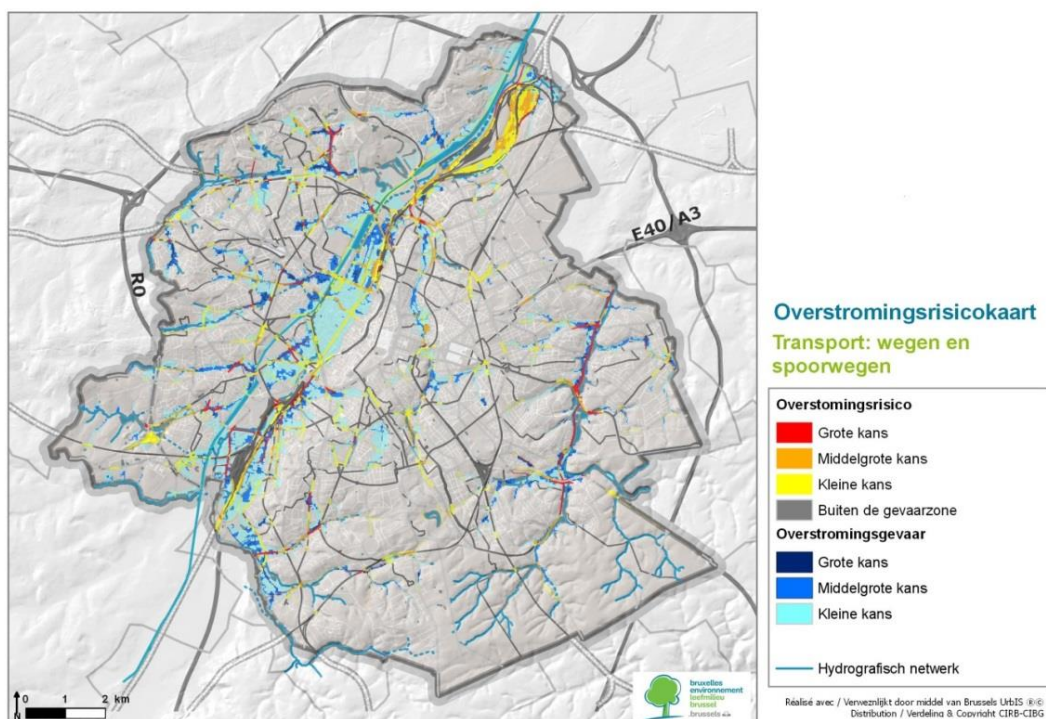 E40/A3
R0
0 1 2 km
bruxelles
environnement
leefmilieu
brussel
.brussels
Overstromingsrisicokaart
Transport: wegen en
spoorwegen
Overstomingsrisico
Grote kans
Middelgrote kans
Kleine kans
Buiten de gevaarzone
Overstromingsgevaar
Grote kans
Middelgrote kans
Kleine kans
Hydrografisch netwerk
Réalisé avec / Verwezenlijkt door middel van Brussels UrbIS ®©
Distribution / Verdeling & Copyright CIRB-CIBG